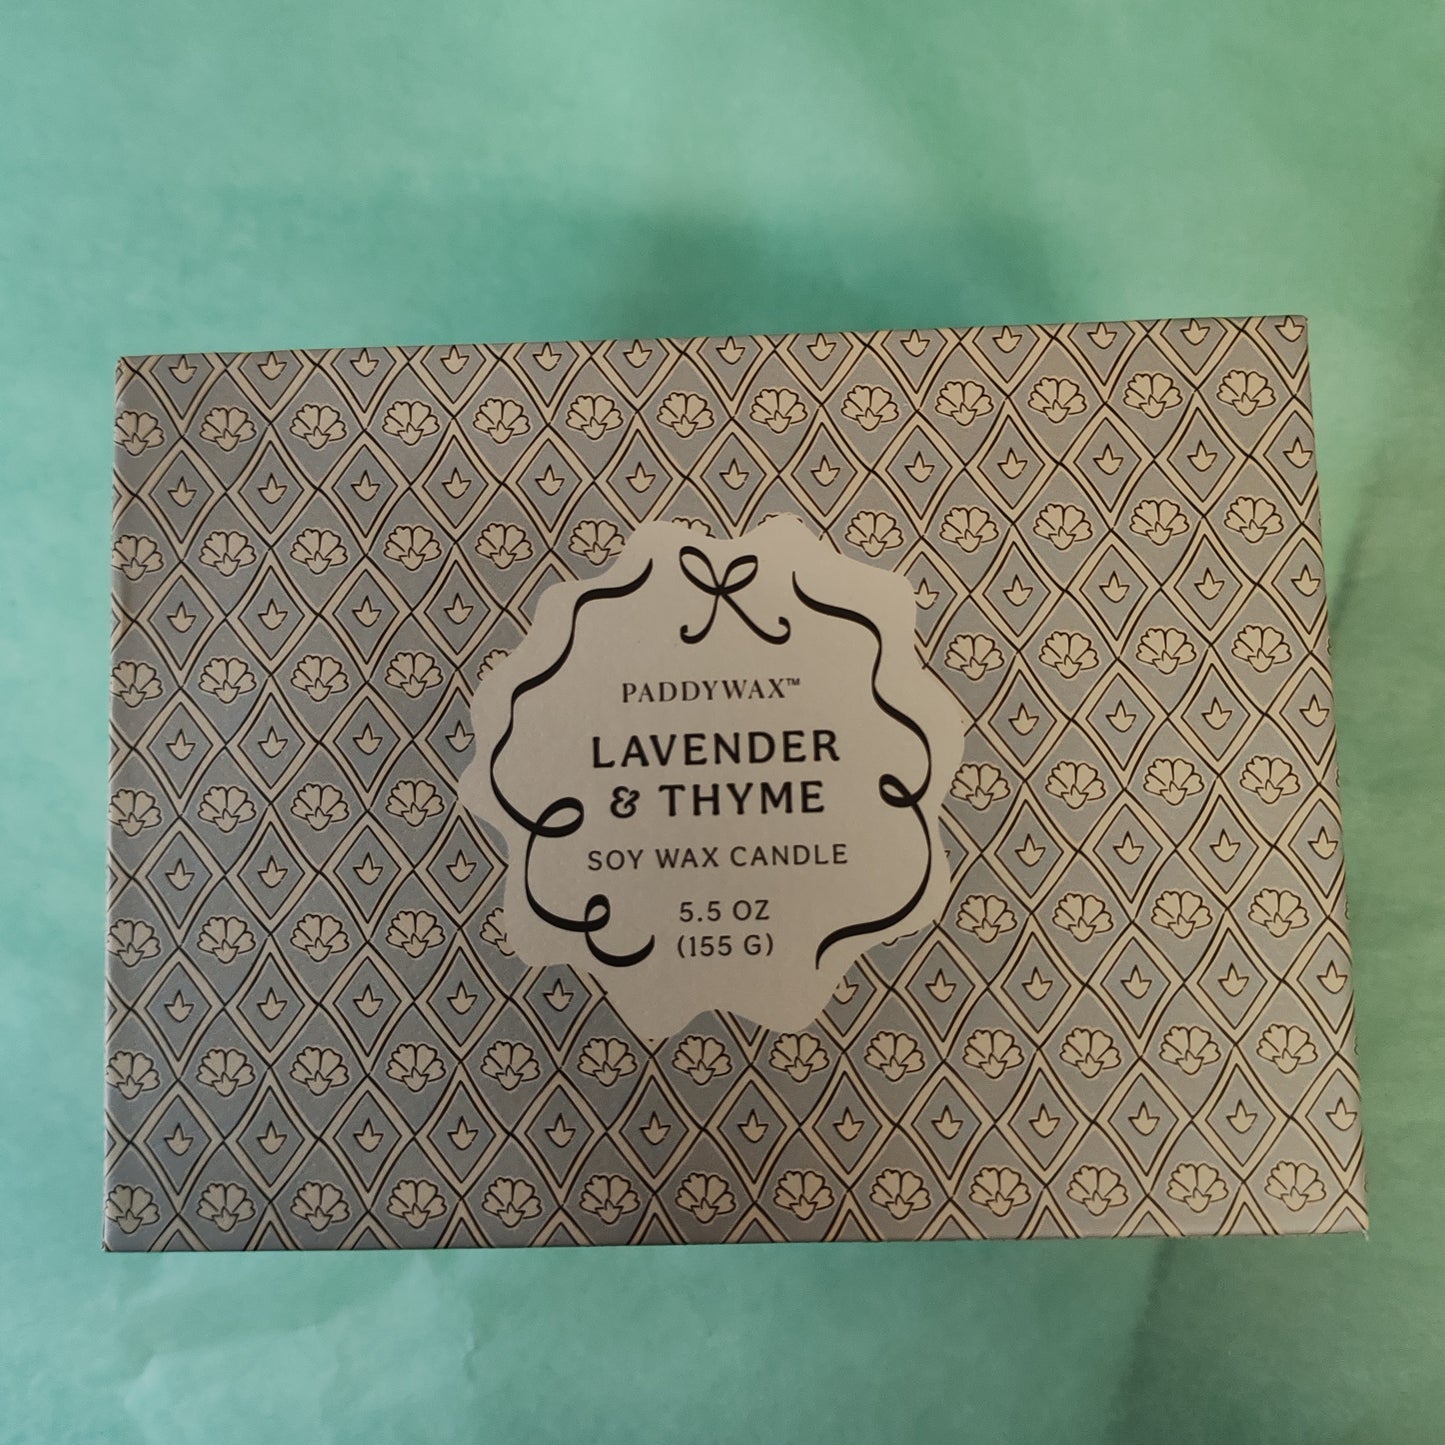 PADDYWAX™
LAVENDER
& THYME
SOY WAX CANDLE
5.5 OZ
(155 G)